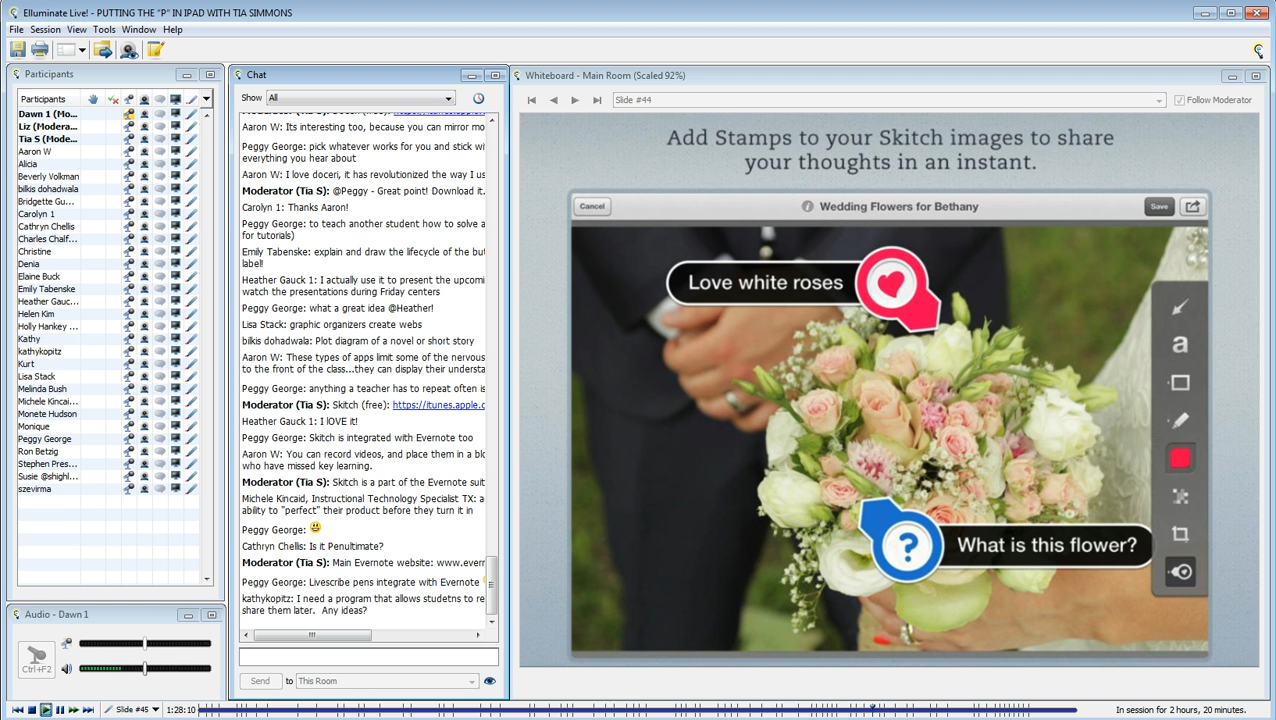 Elluminate Live! - PUTTING THE "P" IN IPAD WITH TIA SIMMONS
File Session View Tools Window Help
Participants
Participants
Dawn 1 (Mo...
Liz (Modera...
Tia S (Mode...
Aaron W
Alicia
Beverly Volkman
bilkis dohadwala
Bridgette Gu...
Carolyn 1
Cathryn Chellis
Charles Chalf...
Christine
Denia
Elaine Buck
Emily Tabenske
Heather Gauc...
Helen Kim
Holly Hankey ...
Kathy
kathykopitz
Kurt
Lisa Stack
Melinda Bush
Michele Kincai...
Monete Hudson
Monique
Peggy George
Ron Betzig
Stephen Pres...
Susie @shighl...
szevirma
Audio - Dawn 1
Ctrl+F2
Chat
Show All
Aaron W: Its interesting too, because you can mirror mo
Peggy George: pick whatever works for you and stick wi
everything you hear about
Aaron W: I love doceri, it has revolutionized the way I us
Moderator (Tia S): @Peggy - Great point! Download it.
Carolyn 1: Thanks Aaron!
Peggy George: to teach another student how to solve a
for tutorials)
Emily Tabenske: explain and draw the lifecycle of the but
label!
Heather Gauck 1: I actually use it to present the upcomi
watch the presentations during Friday centers
Peggy George: what a great idea @Heather!
Lisa Stack: graphic organizers create webs
bilkis dohadwala: Plot diagram of a novel or short story
Aaron W: These types of apps limit some of the nervous
to the front of the class...they can display their understa
Peggy George: anything a teacher has to repeat often is
Moderator (Tia S): Skitch (free): https://itunes.apple.c
Heather Gauck 1: I lOVE it!
Peggy George: Skitch is integrated with Evernote too
Aaron W: You can record videos, and place them in a blo
who have missed key learning.
Moderator (Tia S): Skitch is a part of the Evernote suit
Michele Kincaid, Instructional Technology Specialist TX: a
ability to "perfect" their product before they turn it in
Peggy George:
Cathryn Chellis: Is it Penultimate?
Moderator (Tia S): Main Evernote website: www.evern
Peggy George: Livescribe pens integrate with Evernote
kathykopitz: I need a program that allows studetns to re
share them later. Any ideas?
Send to This Room
Whiteboard - Main Room (Scaled 92%)
Slide #44
Follow Moderator
Add Stamps to your Skitch images to share
your thoughts in an instant.
Cancel
Wedding Flowers for Bethany
Save
Love white roses
a
?
What is this flower?
Slide #45
1:28:10
In session for 2 hours, 20 minutes.